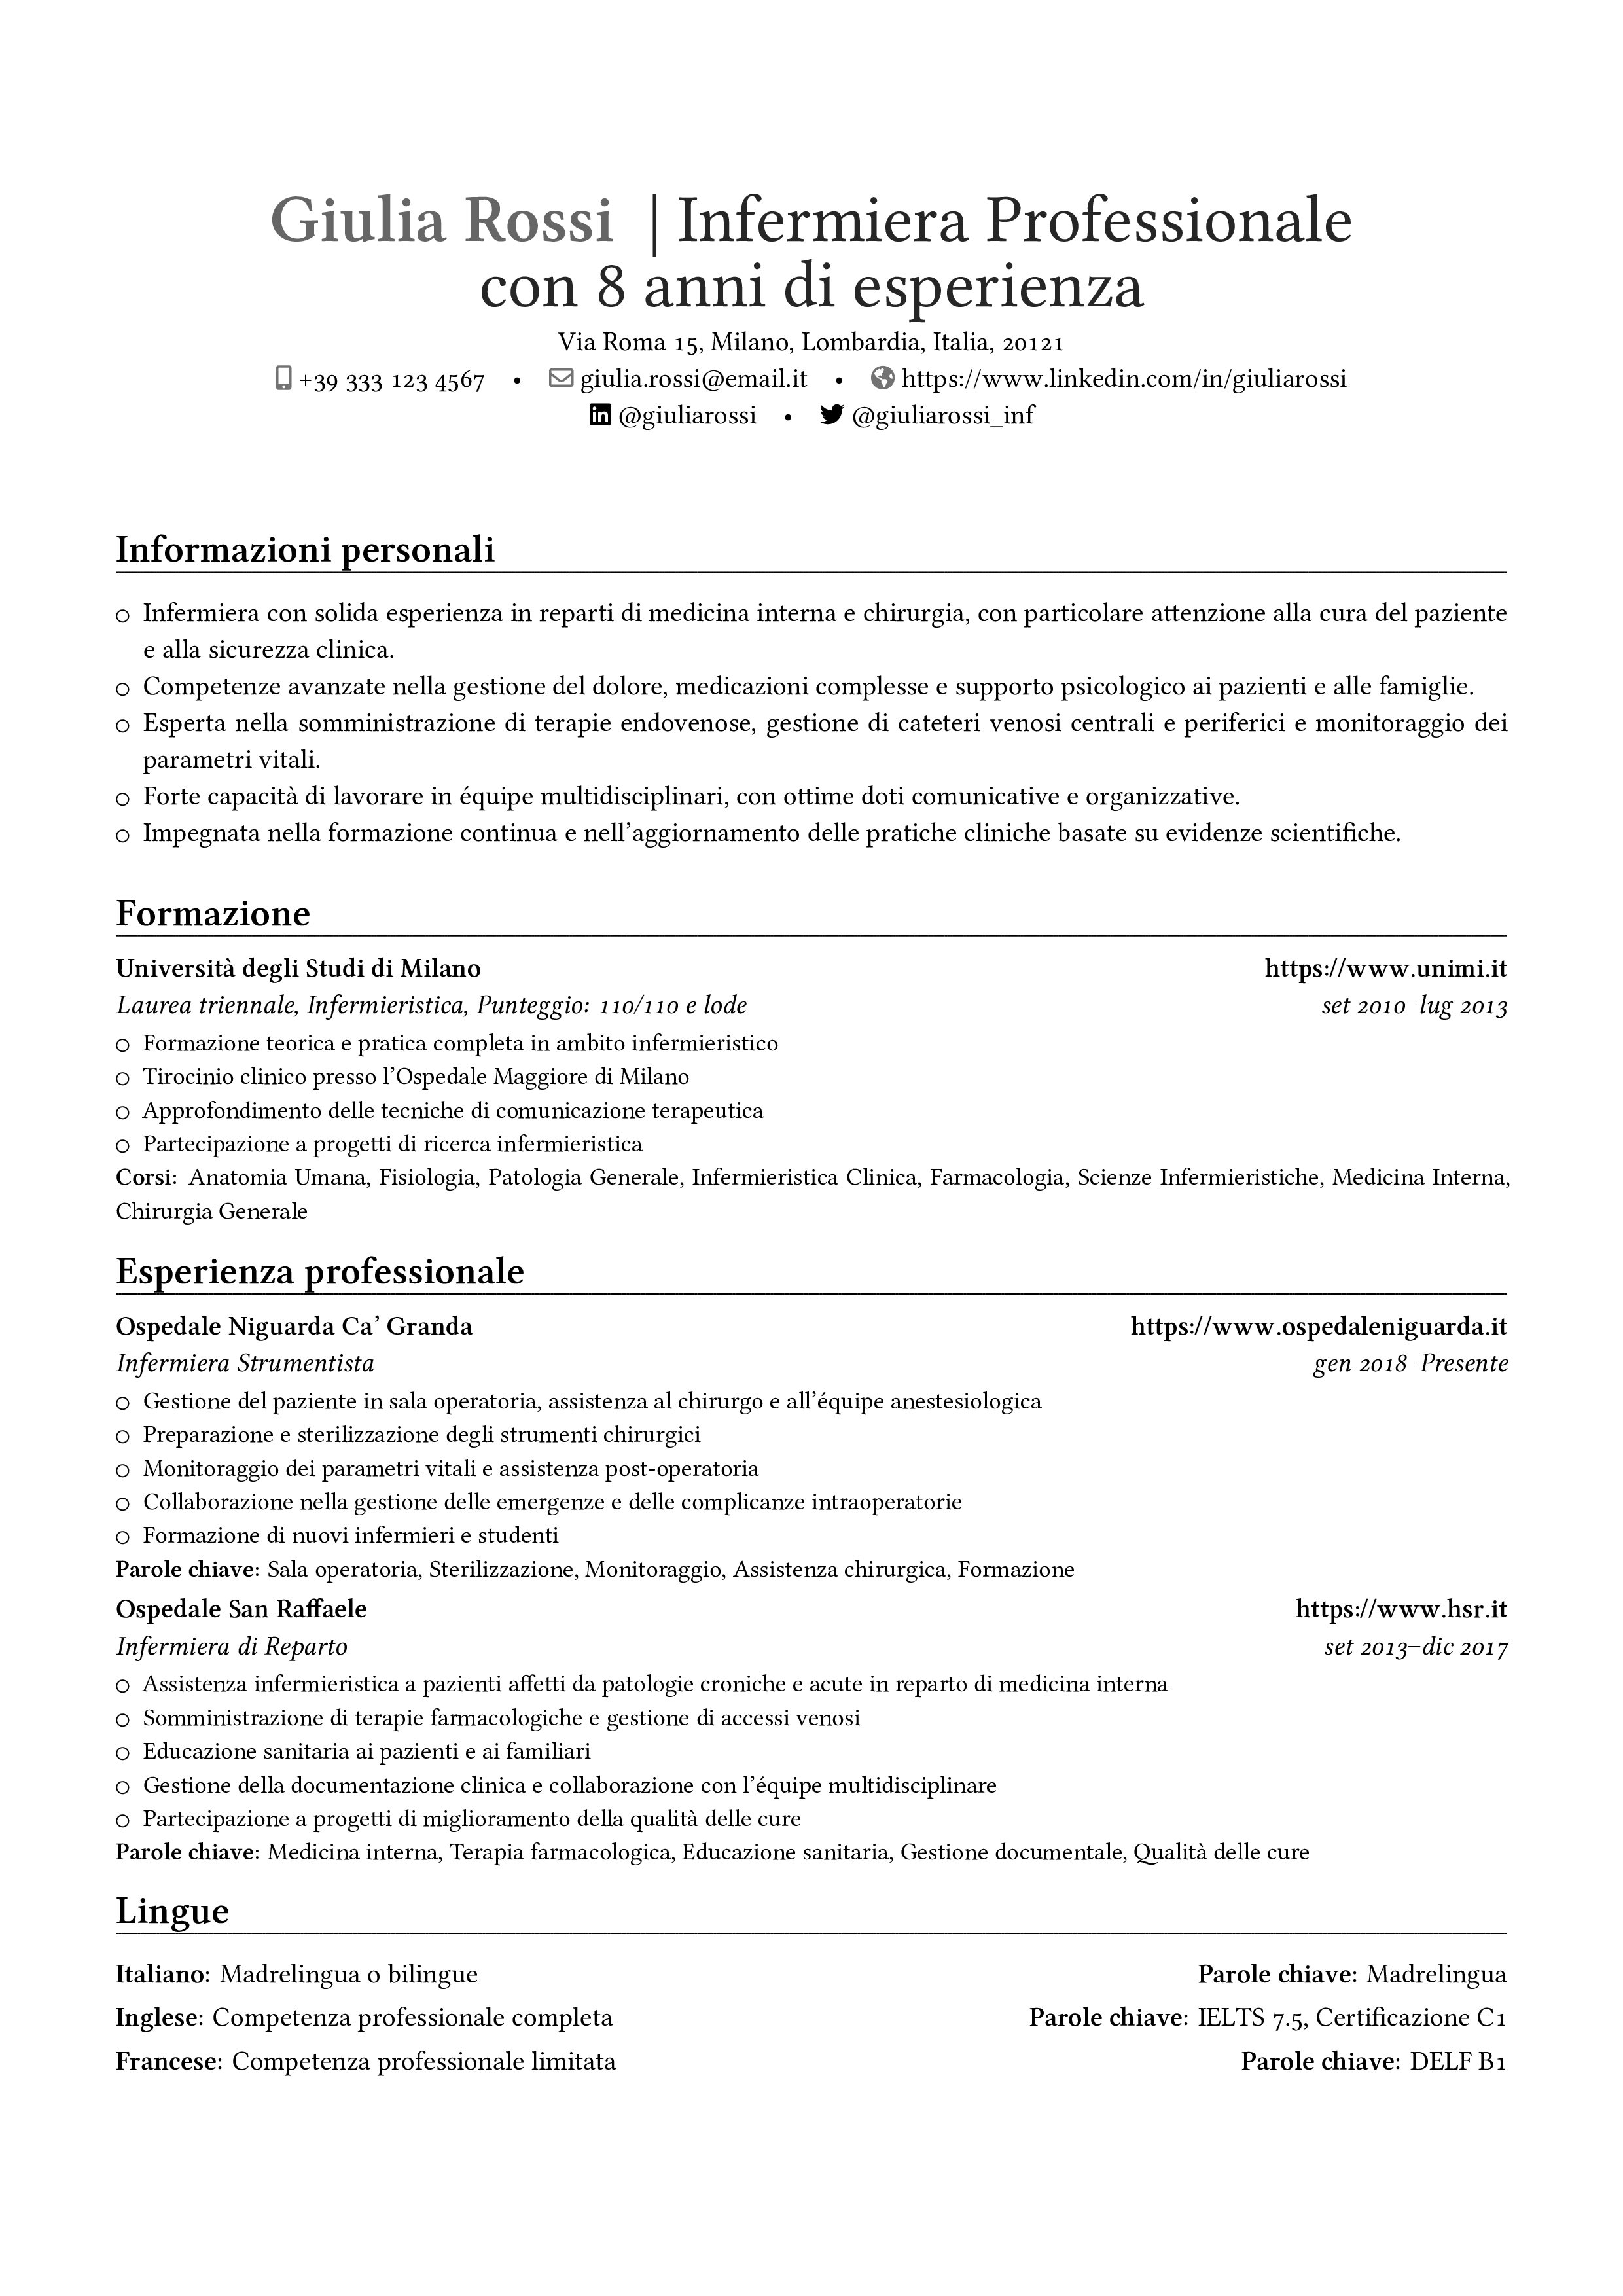 Giulia Rossi | Infermiera Professionale
con 8 anni di esperienza
Via Roma 15, Milano, Lombardia, Italia, 20121
+39 333 123 4567 • giulia.rossi@email.it • https://www.linkedin.com/in/giuliarossi
@giuliarossi • @giuliarossi_inf
Informazioni personali
○ Infermiera con solida esperienza in reparti di medicina interna e chirurgia, con particolare attenzione alla cura del paziente
e alla sicurezza clinica.
○ Competenze avanzate nella gestione del dolore, medicazioni complesse e supporto psicologico ai pazienti e alle famiglie.
○ Esperta nella somministrazione di terapie endovenose, gestione di cateteri venosi centrali e periferici e monitoraggio dei
parametri vitali.
○ Forte capacità di lavorare in équipe multidisciplinari, con ottime doti comunicative e organizzative.
○ Impegnata nella formazione continua e nell'aggiornamento delle pratiche cliniche basate su evidenze scientifiche.
Formazione
Università degli Studi di Milano https://www.unimi.it
Laurea triennale, Infermieristica, Punteggio: 110/110 e lode set 2010–lug 2013
○ Formazione teorica e pratica completa in ambito infermieristico
○ Tirocinio clinico presso l'Ospedale Maggiore di Milano
○ Approfondimento delle tecniche di comunicazione terapeutica
○ Partecipazione a progetti di ricerca infermieristica
Corsi: Anatomia Umana, Fisiologia, Patologia Generale, Infermieristica Clinica, Farmacologia, Scienze Infermieristiche, Medicina Interna,
Chirurgia Generale
Esperienza professionale
Ospedale Niguarda Ca' Granda https://www.ospedaleniguarda.it
Infermiera Strumentista gen 2018–Presente
○ Gestione del paziente in sala operatoria, assistenza al chirurgo e all'équipe anestesiologica
○ Preparazione e sterilizzazione degli strumenti chirurgici
○ Monitoraggio dei parametri vitali e assistenza post-operatoria
○ Collaborazione nella gestione delle emergenze e delle complicanze intraoperatorie
○ Formazione di nuovi infermieri e studenti
Parole chiave: Sala operatoria, Sterilizzazione, Monitoraggio, Assistenza chirurgica, Formazione
Ospedale San Raffaele https://www.hsr.it
Infermiera di Reparto set 2013–dic 2017
○ Assistenza infermieristica a pazienti affetti da patologie croniche e acute in reparto di medicina interna
○ Somministrazione di terapie farmacologiche e gestione di accessi venosi
○ Educazione sanitaria ai pazienti e ai familiari
○ Gestione della documentazione clinica e collaborazione con l'équipe multidisciplinare
○ Partecipazione a progetti di miglioramento della qualità delle cure
Parole chiave: Medicina interna, Terapia farmacologica, Educazione sanitaria, Gestione documentale, Qualità delle cure
Lingue
Italiano: Madrelingua o bilingue Parole chiave: Madrelingua
Inglese: Competenza professionale completa Parole chiave: IELTS 7.5, Certificazione C1
Francese: Competenza professionale limitata Parole chiave: DELF B1